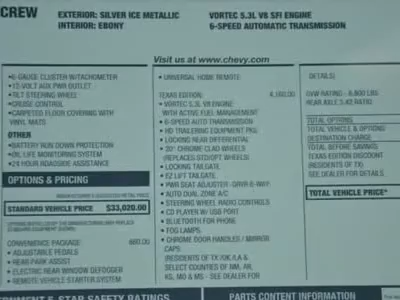 CREW
EXTERIOR: SILVER ICE METALLIC
INTERIOR: EBONY
VORTEC 5.3L V8 SFI ENGINE
6-SPEED AUTOMATIC TRANSMISSION
Visit us at www.chevy.com
•6-GAUGE CLUSTER W/TACHOMETER
•12-VOLT AUX PWR OUTLET
•TILT STEERING WHEEL
•CRUISE CONTROL
•CARPETED FLOOR COVERING WITH
VINYL MATS
OTHER
•BATTERY RUN DOWN PROTECTION
•OIL LIFE MONITORING SYSTEM
•24 HOUR ROADSIDE ASSISTANCE
OPTIONS & PRICING
MANUFACTURER'S SUGGESTED RETAIL PRICE
STANDARD VEHICLE PRICE $33,020.00
CONVENIENCE PACKAGE
• ADJUSTABLE PEDALS
• REAR PARK ASSIST
• ELECTRIC REAR WINDOW DEFOGGER
• REMOTE VEHICLE STARTER SYSTEM
• UNIVERSAL HOME REMOTE
TEXAS EDITION:
• VORTEC 5.3L V8 ENGINE
WITH ACTIVE FUEL MANAGEMENT
• 6-SPEED AUTO TRANSMISSION
• HD TRAILERING EQUIPMENT PKG.
• LOCKING REAR DIFFERENTIAL
• 20" CHROME CLAD WHEELS
(REPLACES STD/OPT WHEELS)
• LOCKING TAILGATE
• EZ LIFT TAILGATE
• PWR SEAT ADJUSTER -DRVR 6-WAY
• AUTO DUAL ZONE A/C
• STEERING WHEEL RADIO CONTROLS
• CD PLAYER W/ USB PORT
• BLUETOOTH FOR PHONE
• FOG LAMPS
• CHROME DOOR HANDLES / MIRROR
CAPS
(RESIDENTS OF TX, OK, LA &
SELECT COUNTIES OF NM, AR,
KS, MO & MS - SEE DEALER FOR
DETAILS)
REAR AXLE 3.42 RATIO
TOTAL OPTIONS
TOTAL VEHICLE & OPTIONS
DESTINATION CHARGE
TOTAL BEFORE SAVINGS
TEXAS EDITION DISCOUNT
(RESIDENTS OF TX)
SEE DEALER FOR DETAILS
TOTAL VEHICLE PRICE*
& STAR SAFETY RATINGS
PARTS CONTENT INFORMATION